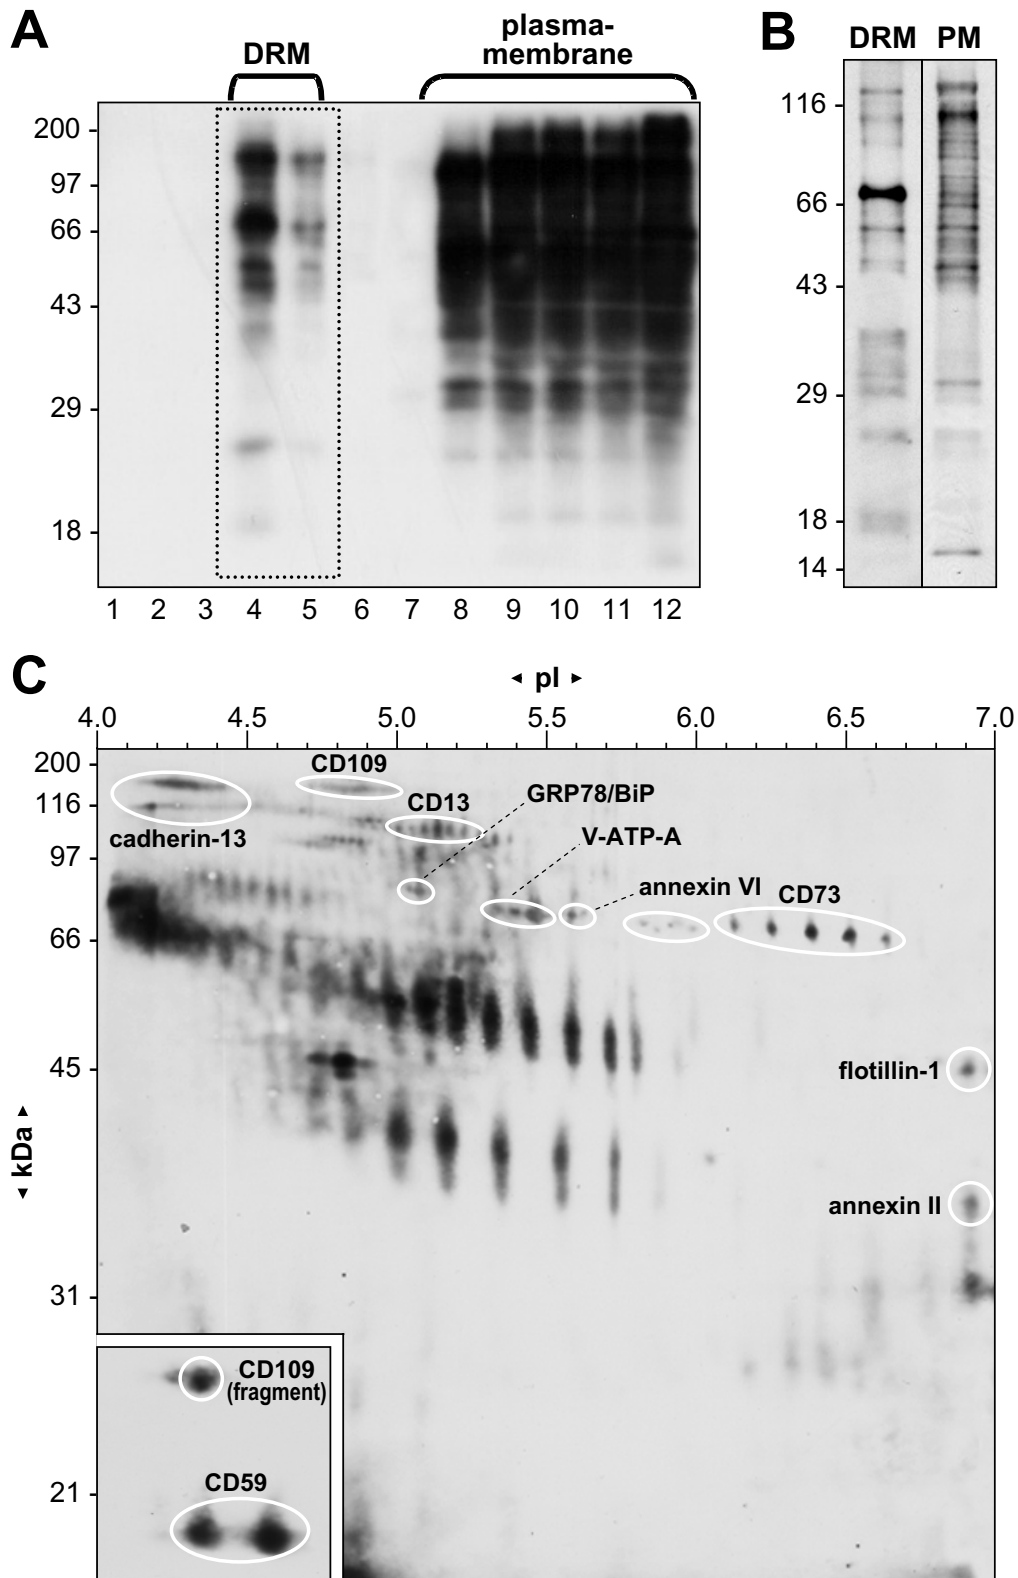 A
DRM
plasma-
membrane
200
97
66
43
29
18
1 2 3 4 5 6 7 8 9 10 11 12
B
DRM PM
116
66
43
29
18
14
C
◄ pI ►
4.0 4.5 5.0 5.5 6.0 6.5 7.0
200
116
97
66
45
31
21
◄ kDa ►
CD109
GRP78/BiP
CD13
V-ATP-A
cadherin-13
annexin VI
CD73
flotillin-1
annexin II
CD109
(fragment)
CD59